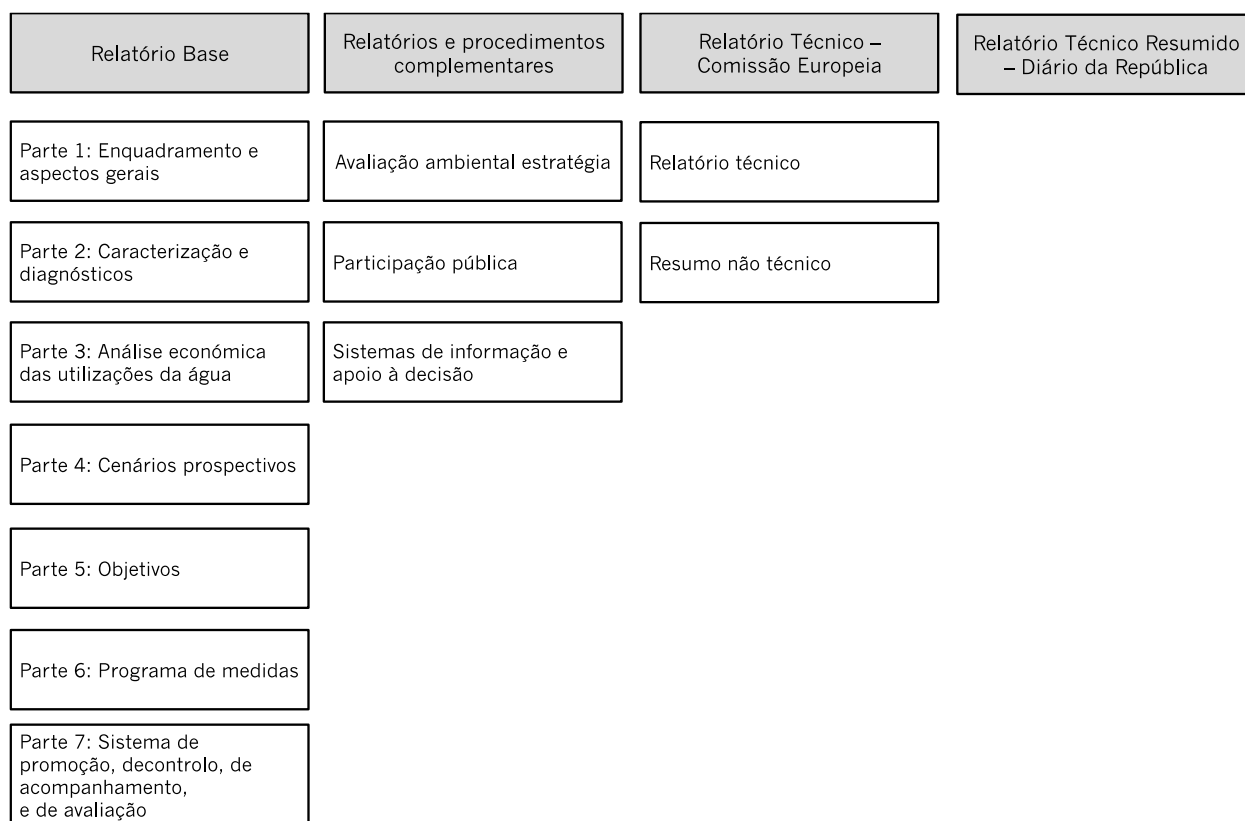 Relatório Base
Relatórios e procedimentos
complementares
Relatório Técnico –
Comissão Europeia
Relatório Técnico Resumido
– Diário da República
Parte 1: Enquadramento e
aspectos gerais
Parte 2: Caracterização e
diagnósticos
Parte 3: Análise económica
das utilizações da água
Parte 4: Cenários prospectivos
Parte 5: Objetivos
Parte 6: Programa de medidas
Parte 7: Sistema de
promoção, decontrolo, de
acompanhamento,
e de avaliação
Avaliação ambiental estratégia
Participação pública
Sistemas de informação e
apoio à decisão
Relatório técnico
Resumo não técnico